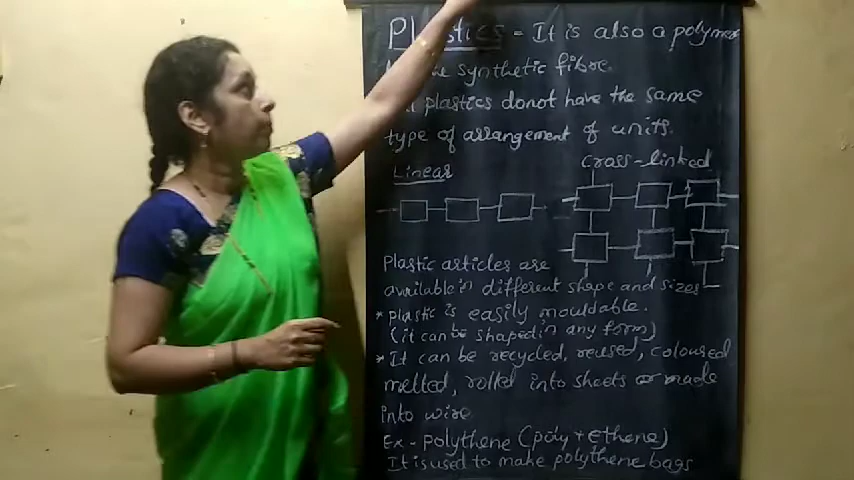 Plastics = It is also a polymer
synthetic fibre.
plastics donot have the same
type of arrangement of units.
Linear
Cross-linked
Plastic articles are
available in different shape and sizes
* plastic is easily mouldable.
(it can be shaped in any form)
* It can be recycled, reused, coloured
melted, rolled into sheets or made
into wire
Ex - polythene (poly + ethene)
It is used to make polythene bags